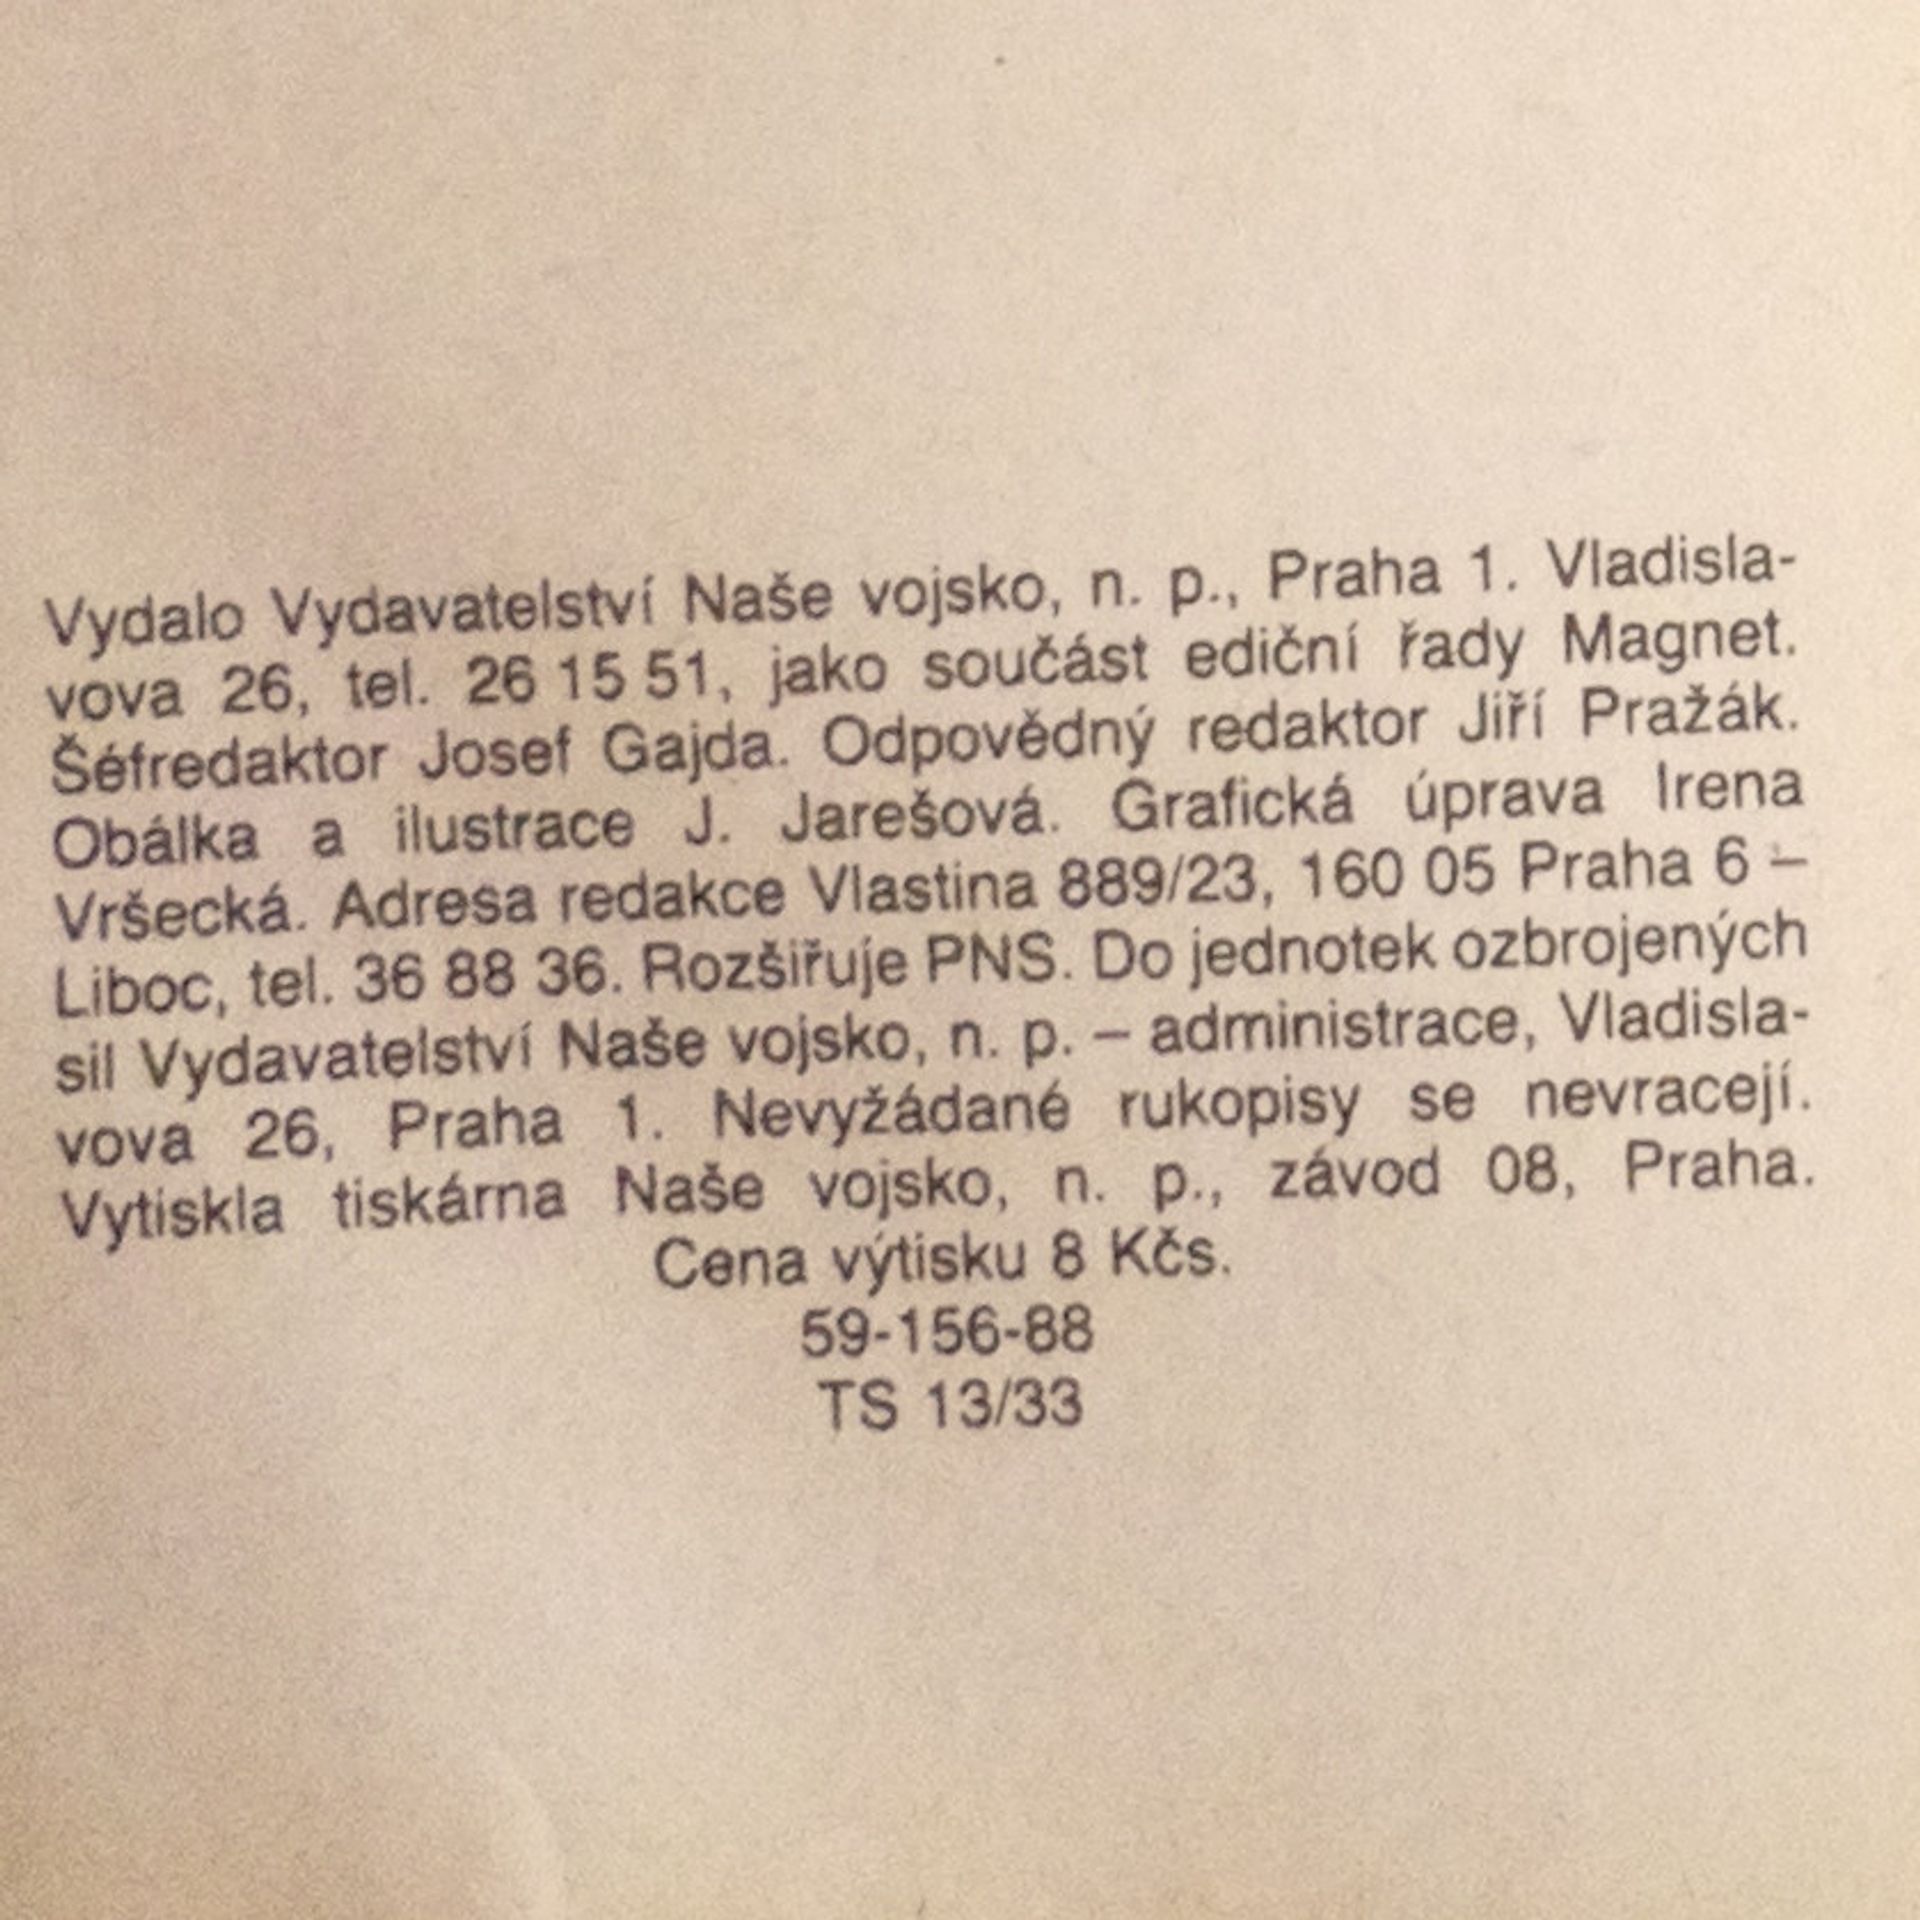 Vydalo Vydavatelství Naše vojsko, n. p., Praha 1. Vladisla-
vova 26, tel. 26 15 51, jako součást ediční řady Magnet.
Šéfredaktor Josef Gajda. Odpovědný redaktor Jiří Pražák.
Obálka a ilustrace J. Jarešová. Grafická úprava Irena
Vršecká. Adresa redakce Vlastina 889/23, 160 05 Praha 6 –
Liboc, tel. 36 88 36. Rozšiřuje PNS. Do jednotek ozbrojených
sil Vydavatelství Naše vojsko, n. p. – administrace, Vladisla-
vova 26, Praha 1. Nevyžádané rukopisy se nevracejí.
Vytiskla tiskárna Naše vojsko, n. p., závod 08, Praha.
Cena výtisku 8 Kčs.
59-156-88
TS 13/33